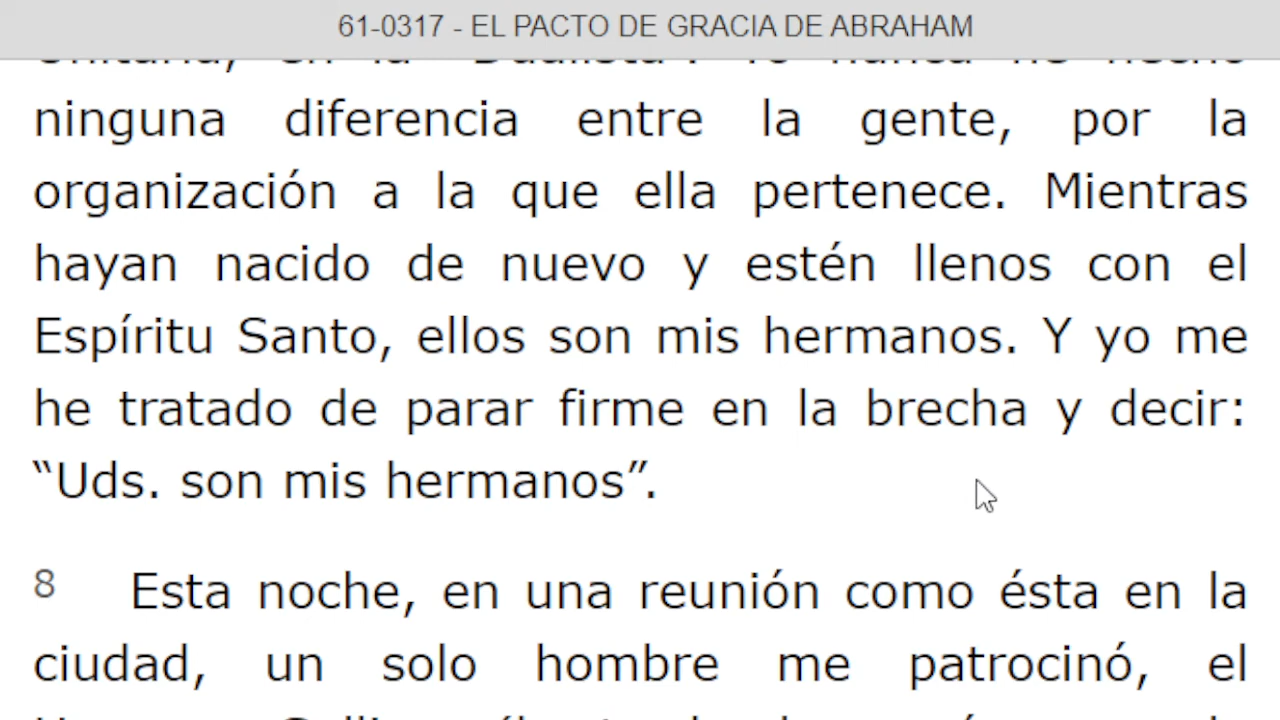 61-0317 - EL PACTO DE GRACIA DE ABRAHAM
ninguna diferencia entre la gente, por la
organización a la que ella pertenece. Mientras
hayan nacido de nuevo y estén llenos con el
Espíritu Santo, ellos son mis hermanos. Y yo me
he tratado de parar firme en la brecha y decir:
“Uds. son mis hermanos”.
8 Esta noche, en una reunión como ésta en la
ciudad, un solo hombre me patrocinó, el